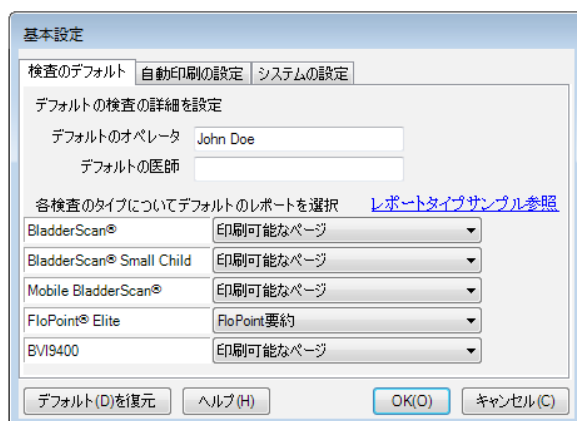 基本設定
検査のデフォルト 自動印刷の設定 システムの設定
デフォルトの検査の詳細を設定
デフォルトのオペレータ John Doe
デフォルトの医師
各検査のタイプについてデフォルトのレポートを選択 レポートタイプサンプル参照
BladderScan® 印刷可能なページ
BladderScan® Small Child 印刷可能なページ
Mobile BladderScan® 印刷可能なページ
FloPoint® Elite FloPoint要約
BVI9400 印刷可能なページ
デフォルト(D)を復元 ヘルプ(H) OK(O) キャンセル(C)